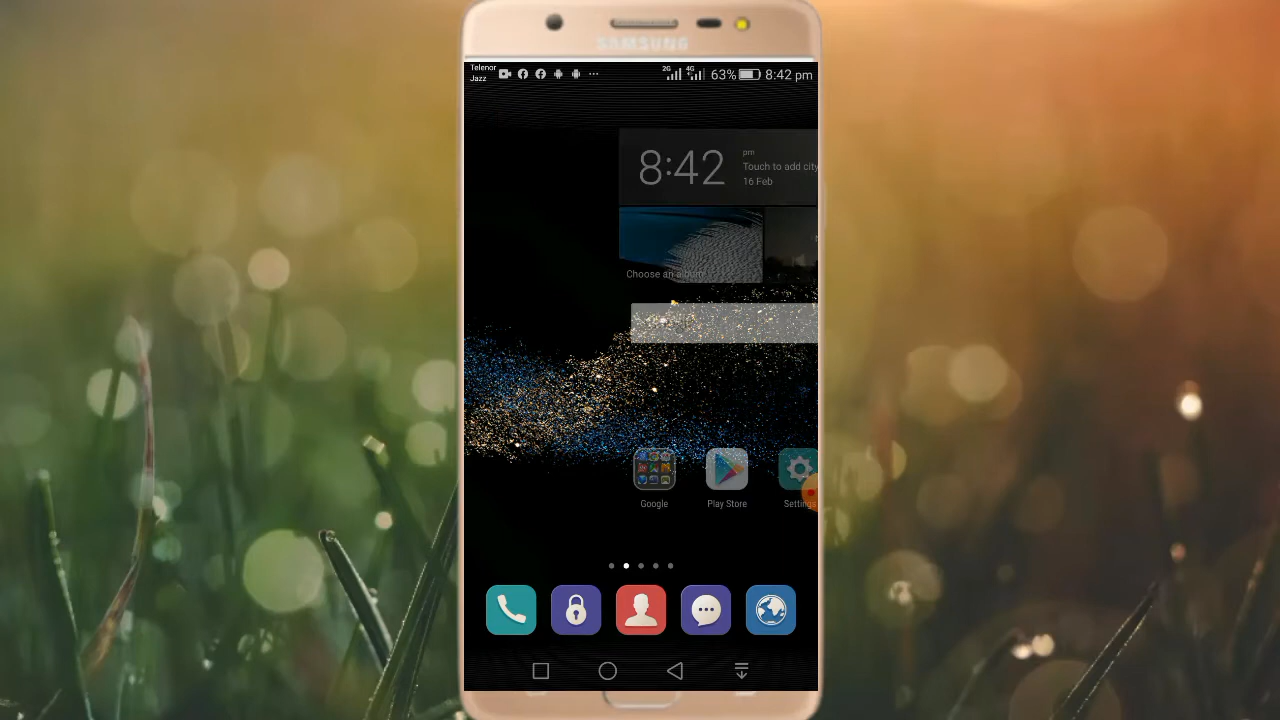 SAMSUNG
Telenor
Jazz
2G 4G 63% 8:42 pm
8:42
pm
Touch to add city
16 Feb
Choose an album
Google Play Store Settings